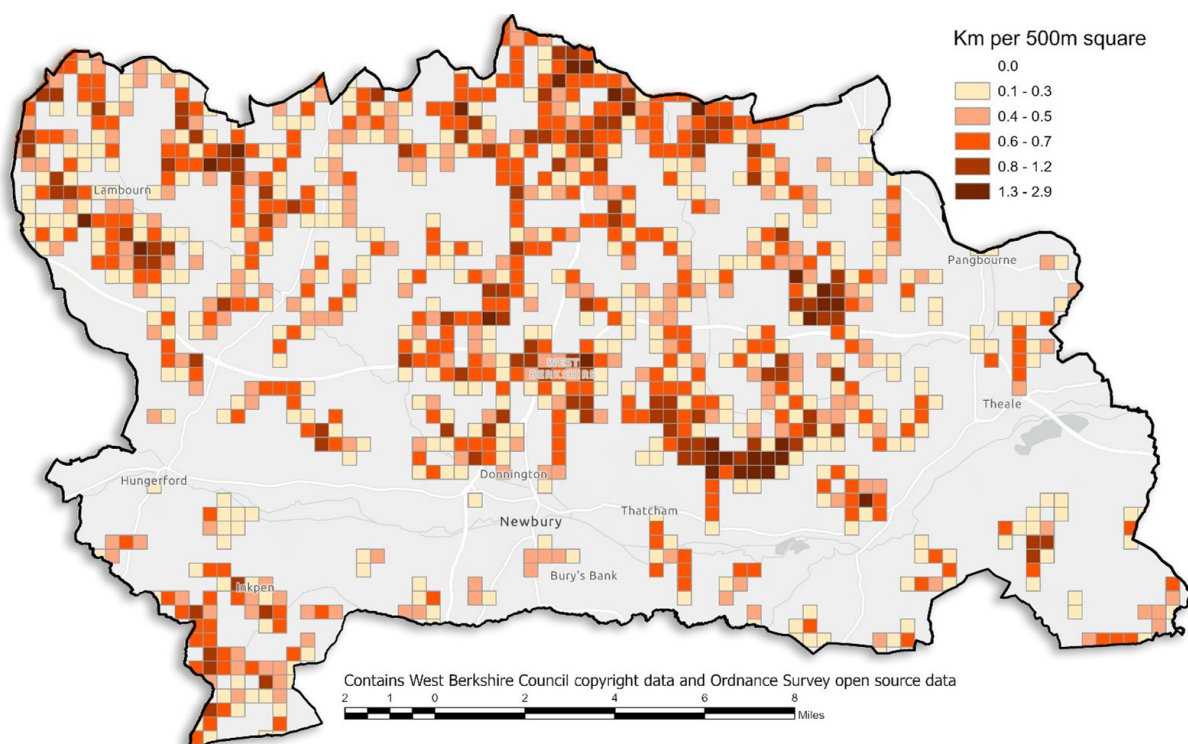 Km per 500m square
0.0
0.1 - 0.3
0.4 - 0.5
0.6 - 0.7
0.8 - 1.2
1.3 - 2.9
Lambourn
Pangbourne
WEST
BERKSHIRE
Theale
Hungerford
Donnington
Thatcham
Newbury
Bury's Bank
Inkpen
Contains West Berkshire Council copyright data and Ordnance Survey open source data
2 1 0 2 4 6 8
Miles